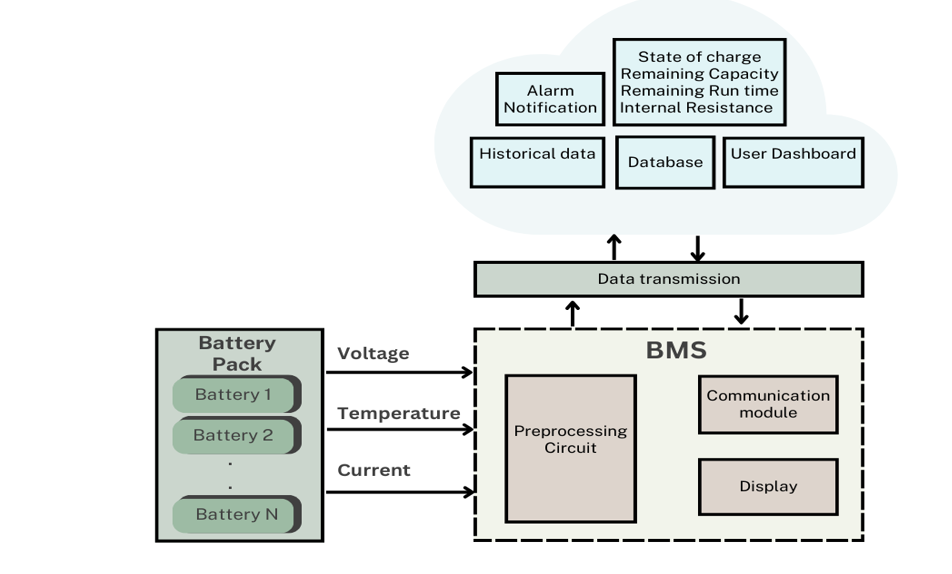 State of charge
Remaining Capacity
Remaining Run time
Internal Resistance
Alarm
Notification
Historical data
Database
User Dashboard
Data transmission
Battery
Pack
Battery 1
Battery 2
.
.
Battery N
Voltage
Temperature
Current
BMS
Preprocessing
Circuit
Communication
module
Display